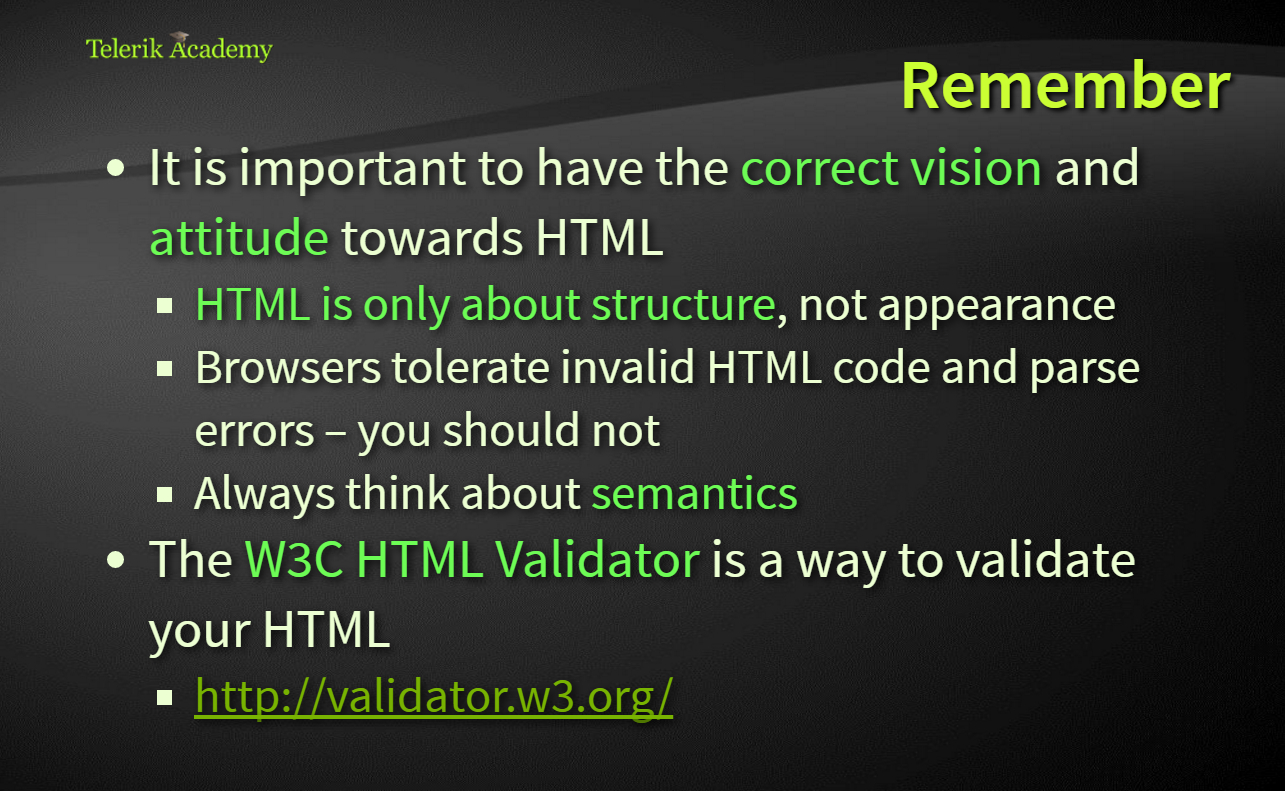 Telerik Academy
Remember
• It is important to have the correct vision and
attitude towards HTML
▪ HTML is only about structure, not appearance
▪ Browsers tolerate invalid HTML code and parse
errors – you should not
▪ Always think about semantics
• The W3C HTML Validator is a way to validate
your HTML
▪ http://validator.w3.org/